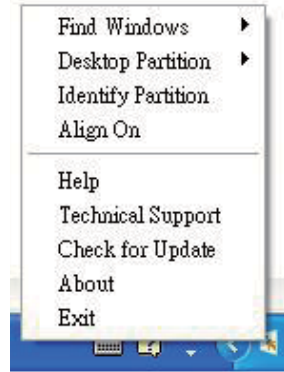 Find Windows
Desktop Partition
Identify Partition
Align On
Help
Technical Support
Check for Update
About
Exit